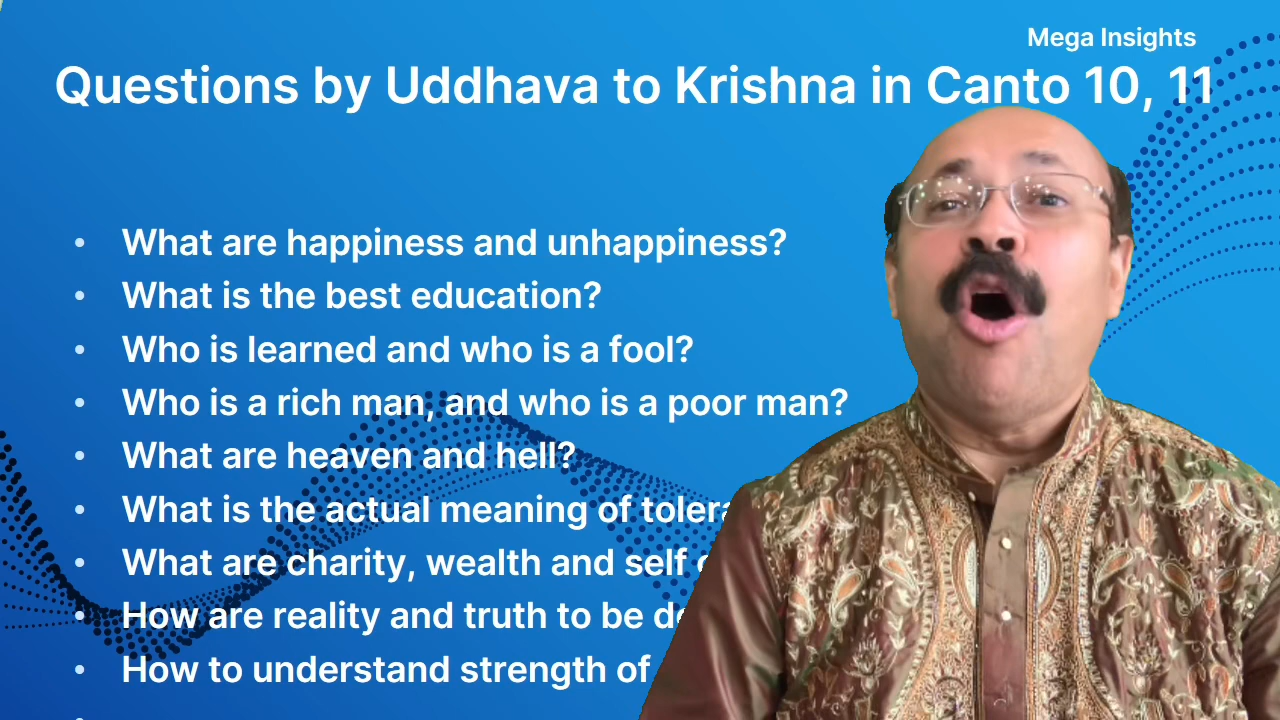 Mega Insights
Questions by Uddhava to Krishna in Canto 10, 11
• What are happiness and unhappiness?
• What is the best education?
• Who is learned and who is a fool?
• Who is a rich man, and who is a poor man?
• What are heaven and hell?
• What is the actual meaning of
• What are charity, wealth and self
• How are reality and truth to be
• How to understand strength of